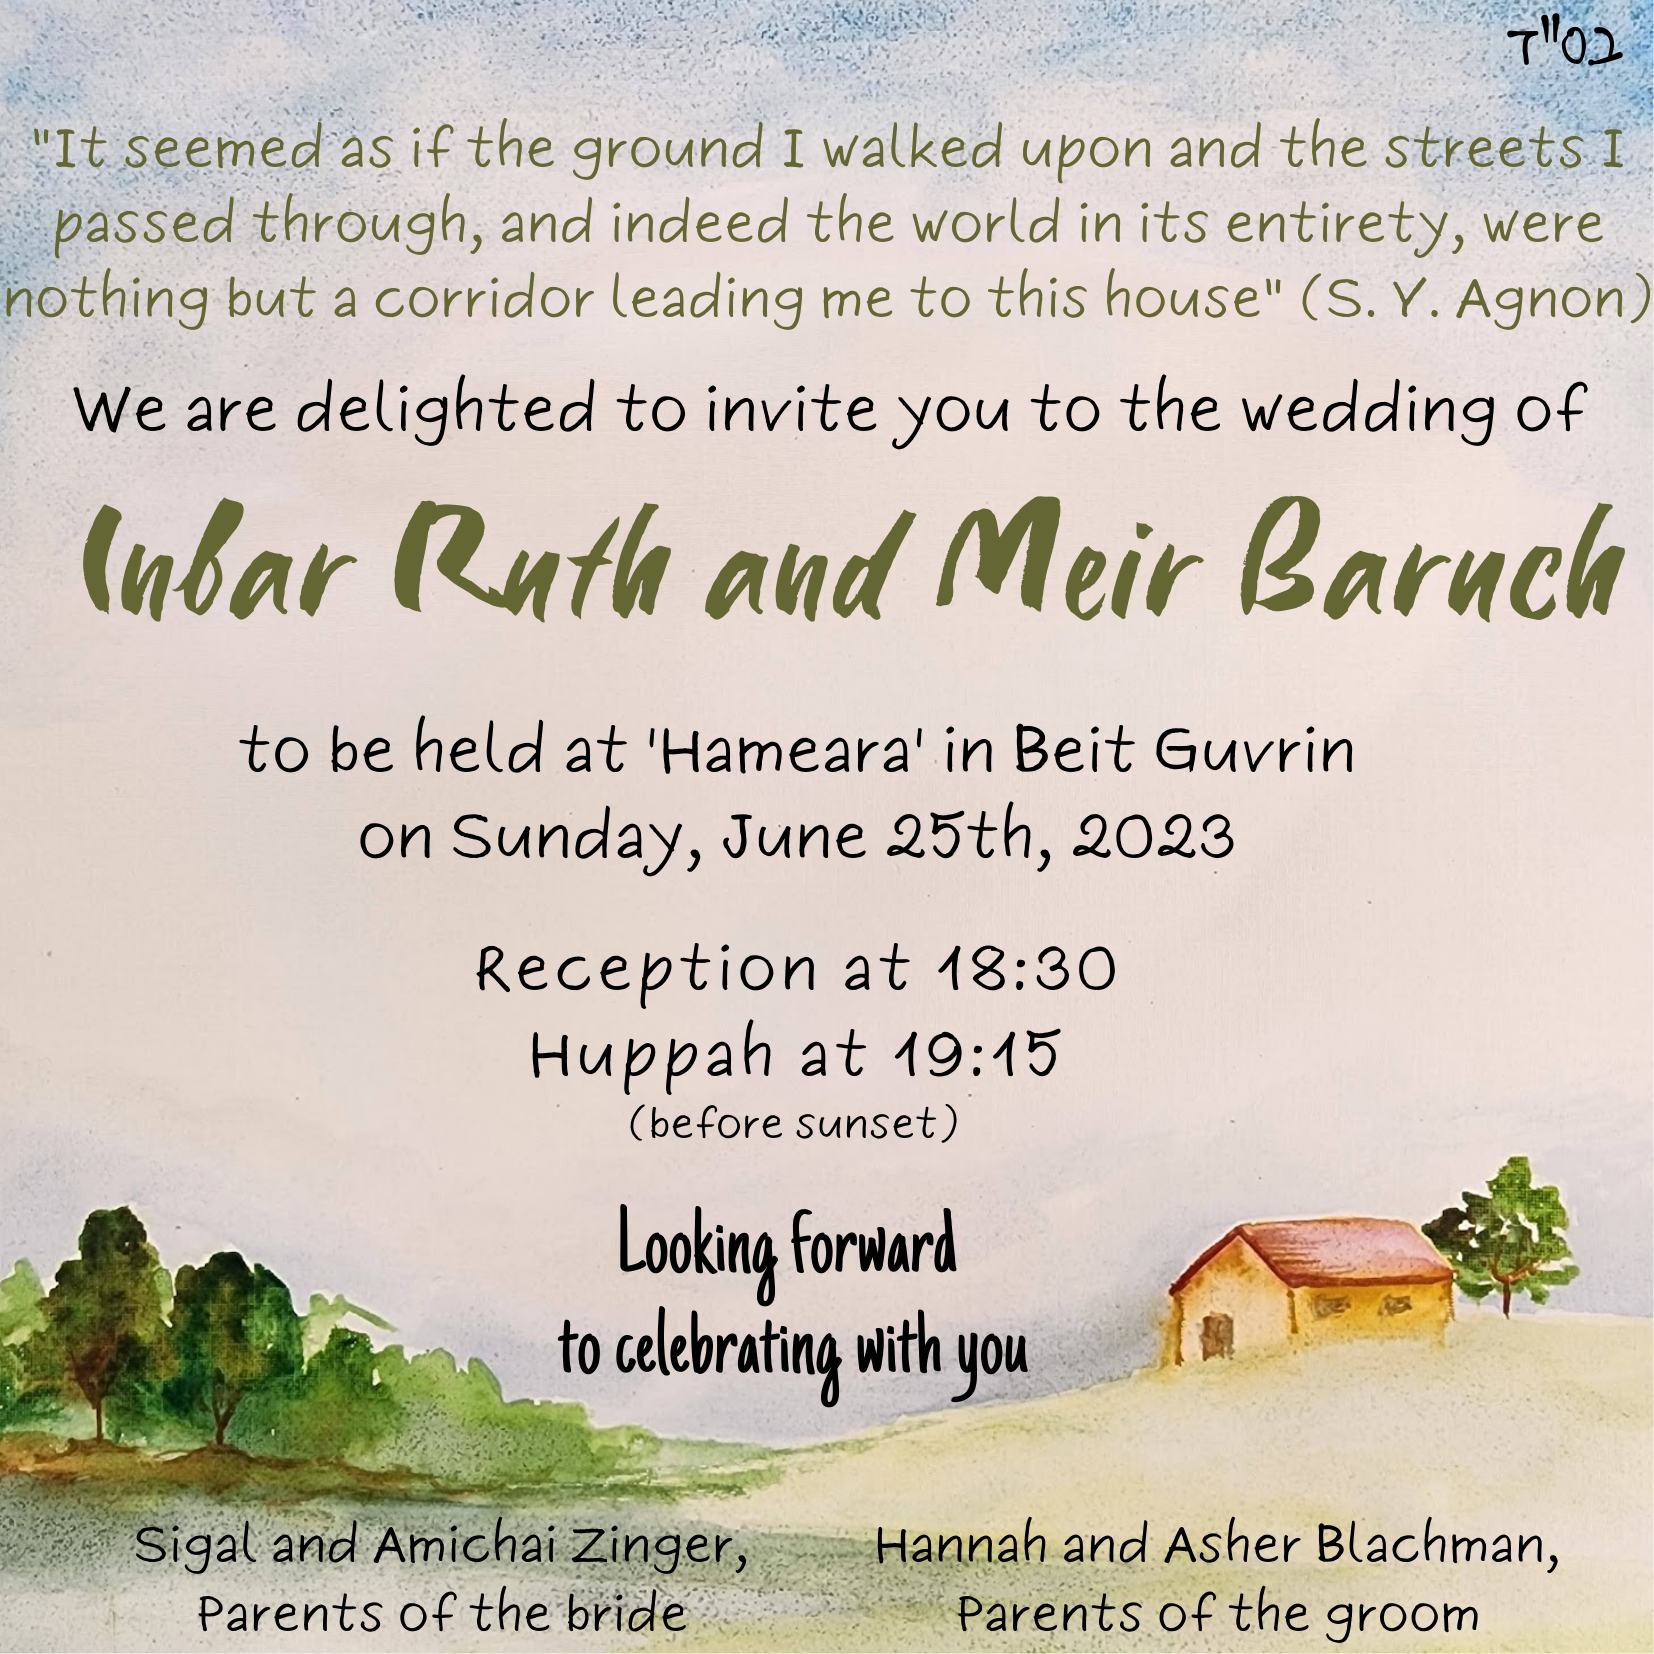 בס"ד
"It seemed as if the ground I walked upon and the streets I
passed through, and indeed the world in its entirety, were
nothing but a corridor leading me to this house" (S. Y. Agnon)
We are delighted to invite you to the wedding of
Inbar Ruth and Meir Baruch
to be held at 'Hameara' in Beit Guvrin
on Sunday, June 25th, 2023
Reception at 18:30
Huppah at 19:15
(before sunset)
Looking forward
to celebrating with you
Sigal and Amichai Zinger,
Parents of the bride
Hannah and Asher Blachman,
Parents of the groom